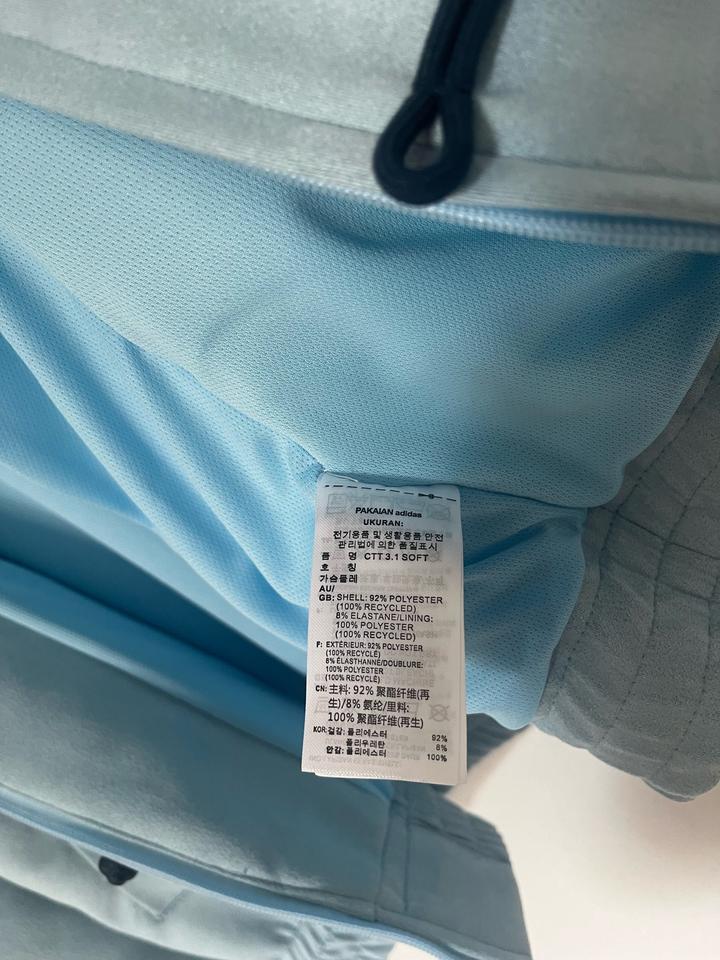 PAKAIAN adidas
UKURAN:
전기용품 및 생활용품 안전
관리법에 의한 품질표시
품 명 CTT 3.1 SOFT
호 칭
가슴둘레
AU/
GB: SHELL: 92% POLYESTER
(100% RECYCLED)
8% ELASTANE/LINING:
100% POLYESTER
(100% RECYCLED)
F: EXTÉRIEUR: 92% POLYESTER
(100% RECYCLÉ)
8% ÉLASTHANNE/DOUBLURE:
100% POLYESTER
(100% RECYCLÉ)
CN: 主料: 92% 聚酯纤维(再
生)/8% 氨纶/里料:
100% 聚酯纤维(再生)
KOR: 겉감: 폴리에스터 92%
폴리우레탄 8%
안감: 폴리에스터 100%